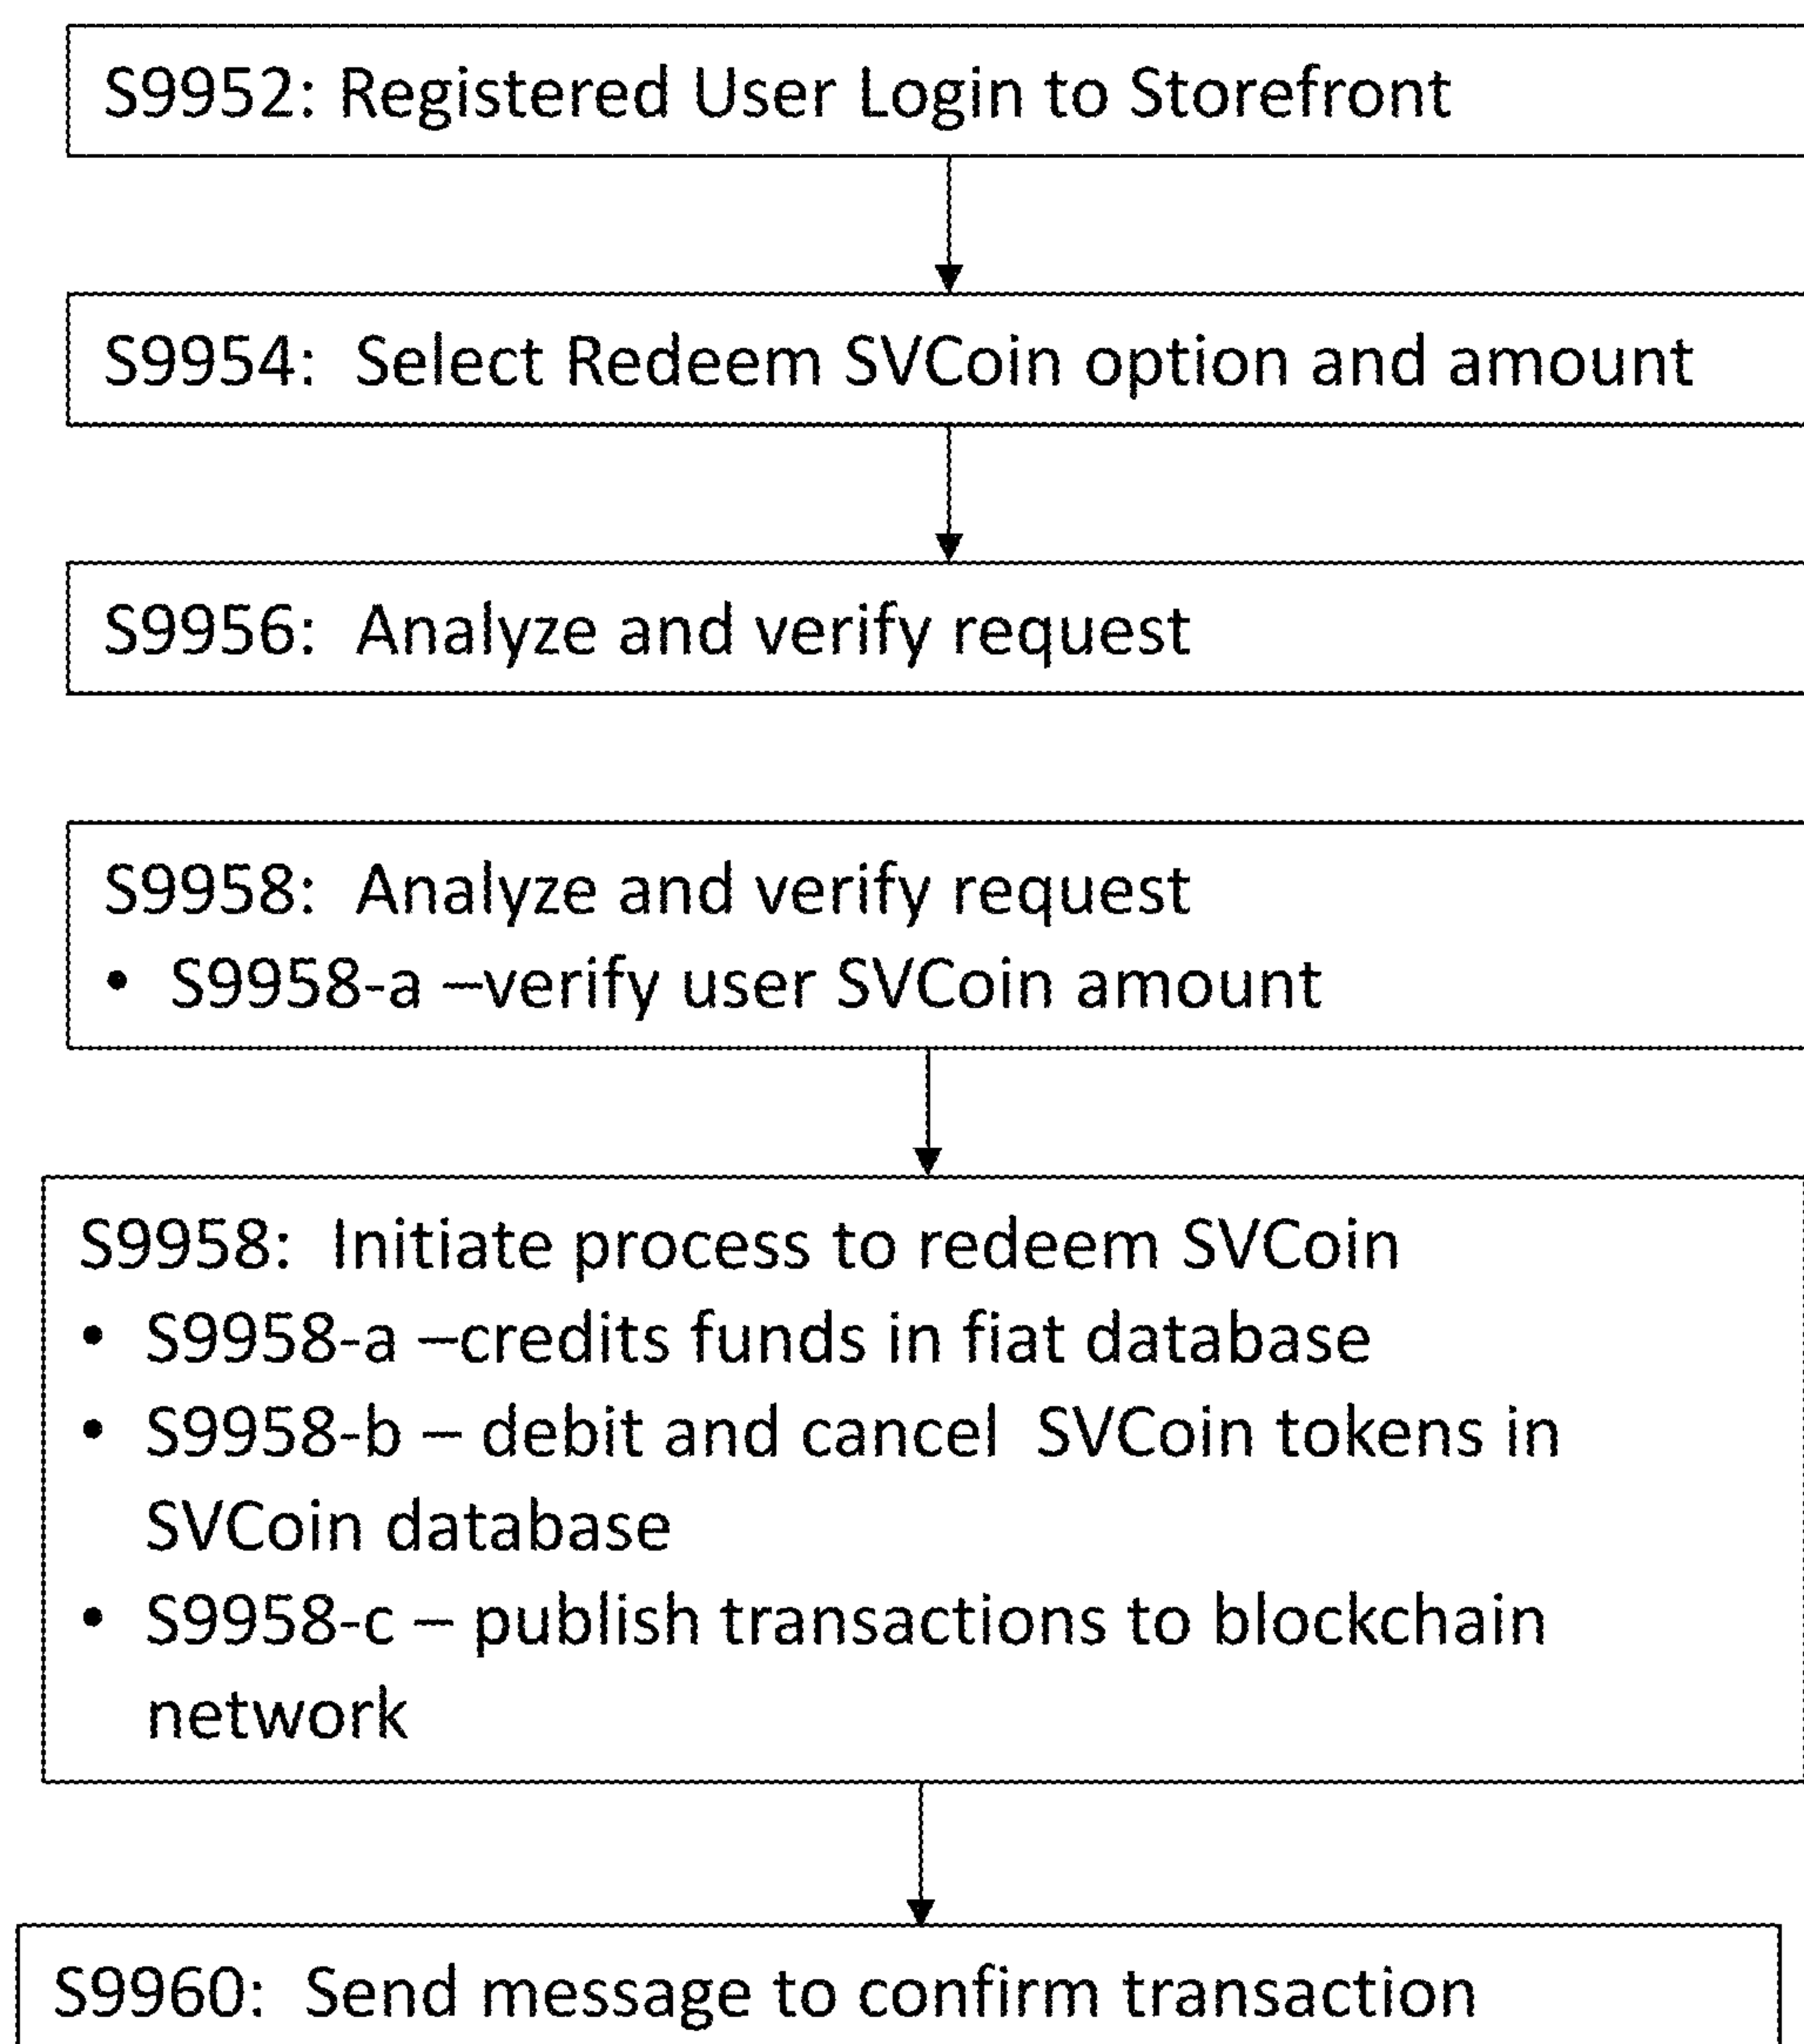 S9952: Registered User Login to Storefront
S9954: Select Redeem SVCoin option and amount
S9956: Analyze and verify request
S9958: Analyze and verify request
• S9958-a –verify user SVCoin amount
S9958: Initiate process to redeem SVCoin
• S9958-a –credits funds in fiat database
• S9958-b – debit and cancel SVCoin tokens in
SVCoin database
• S9958-c – publish transactions to blockchain
network
S9960: Send message to confirm transaction